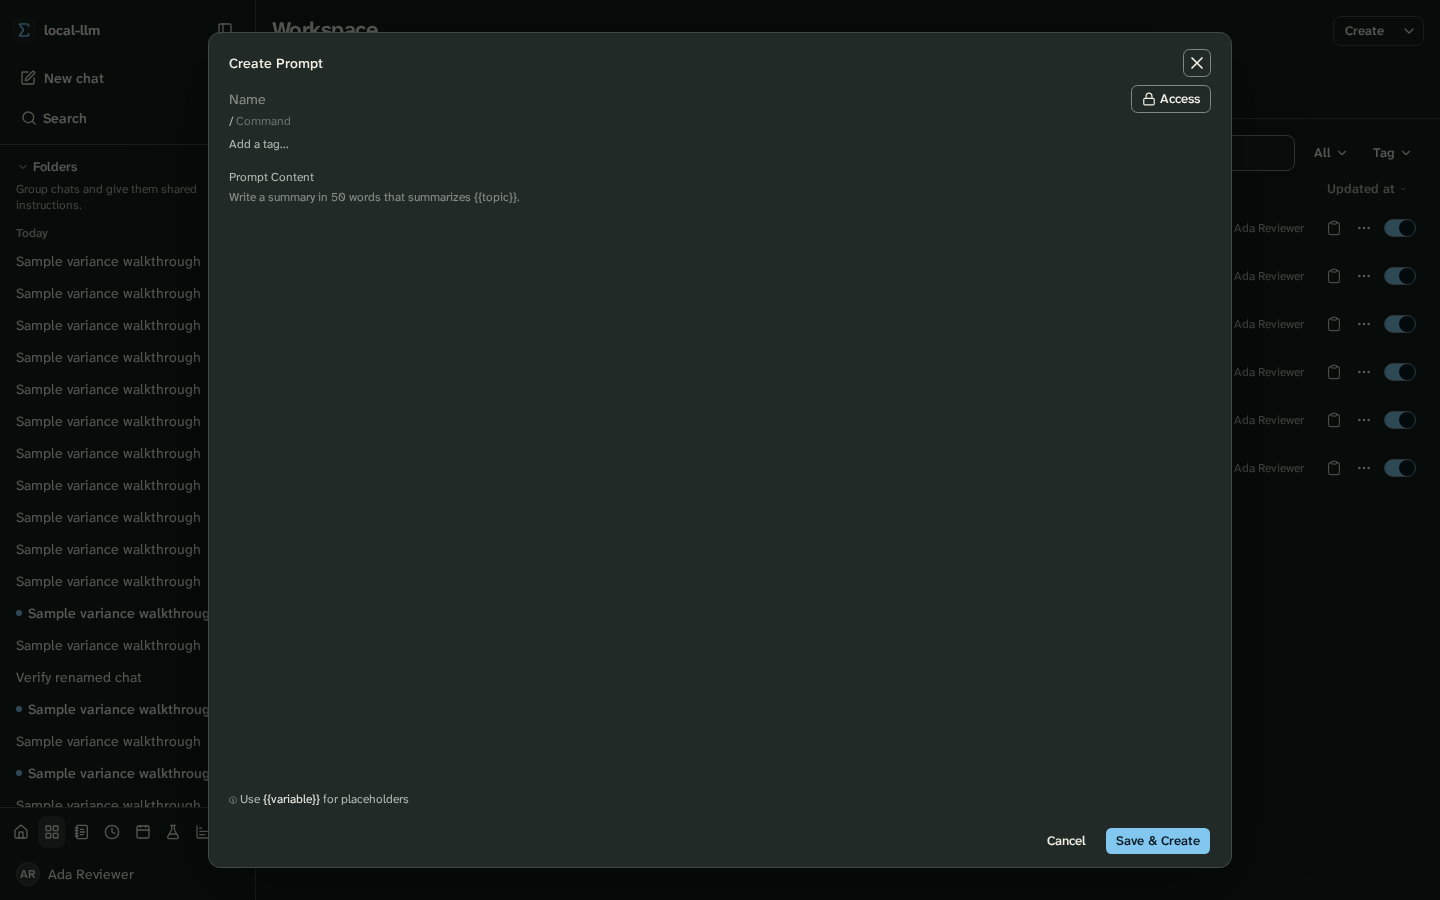 local-llm
New chat
Search
Folders
Group chats and give them shared
instructions.
Today
Sample variance walkthrough
Sample variance walkthrough
Sample variance walkthrough
Sample variance walkthrough
Sample variance walkthrough
Sample variance walkthrough
Sample variance walkthrough
Sample variance walkthrough
Sample variance walkthrough
Sample variance walkthrough
Sample variance walkthrough
Sample variance walkthroug
Sample variance walkthrough
Verify renamed chat
Sample variance walkthroug
Sample variance walkthrough
Sample variance walkthroug
Sample variance walkthrough
AR Ada Reviewer
Workspace
Create
All
Tag
Updated at
Ada Reviewer
Ada Reviewer
Ada Reviewer
Ada Reviewer
Ada Reviewer
Ada Reviewer
Create Prompt
Name
Access
/ Command
Add a tag...
Prompt Content
Write a summary in 50 words that summarizes {{topic}}.
Use {{variable}} for placeholders
Cancel
Save & Create